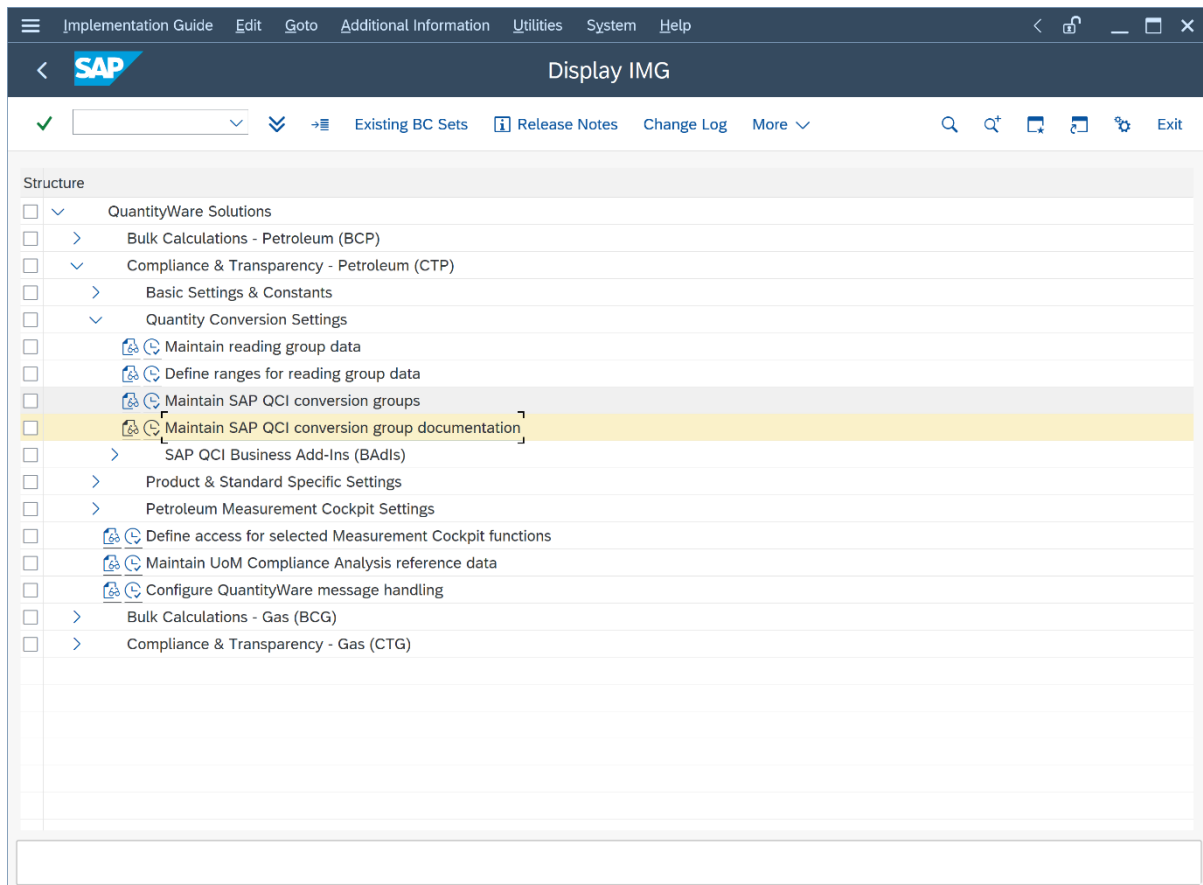 Implementation Guide Edit Goto Additional Information Utilities System Help
SAP Display IMG
Existing BC Sets Release Notes Change Log More Exit
Structure
QuantityWare Solutions
Bulk Calculations - Petroleum (BCP)
Compliance & Transparency - Petroleum (CTP)
Basic Settings & Constants
Quantity Conversion Settings
Maintain reading group data
Define ranges for reading group data
Maintain SAP QCI conversion groups
Maintain SAP QCI conversion group documentation
SAP QCI Business Add-Ins (BAdIs)
Product & Standard Specific Settings
Petroleum Measurement Cockpit Settings
Define access for selected Measurement Cockpit functions
Maintain UoM Compliance Analysis reference data
Configure QuantityWare message handling
Bulk Calculations - Gas (BCG)
Compliance & Transparency - Gas (CTG)